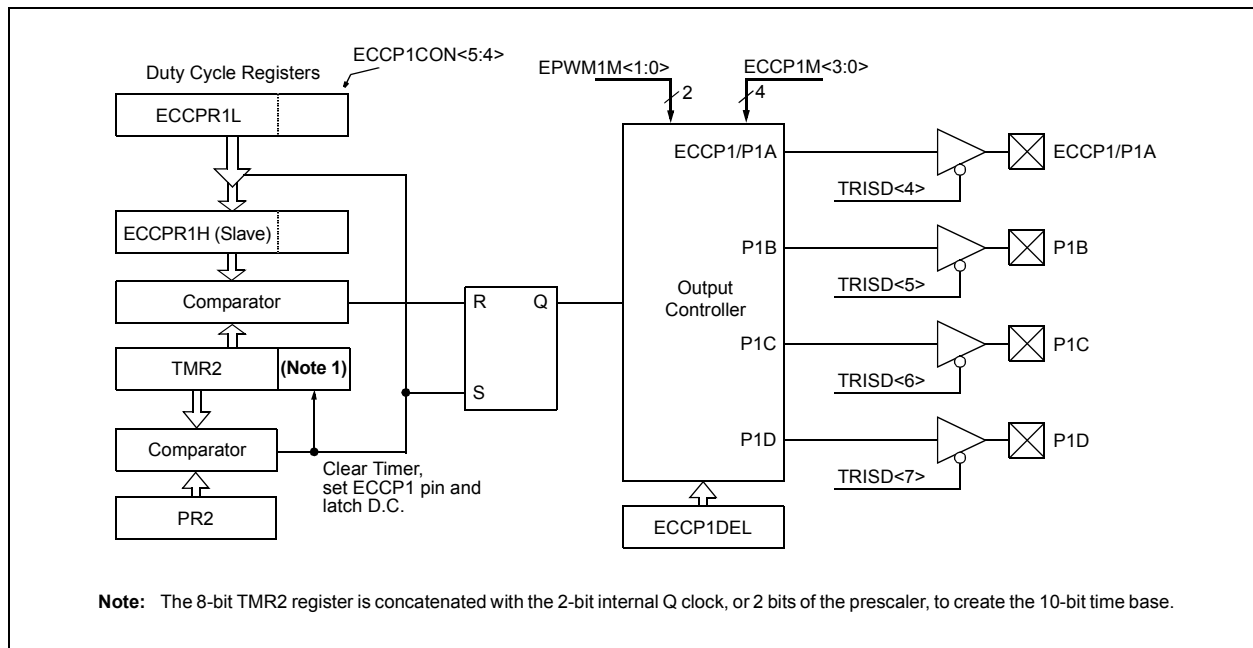 ECCP1CON<5:4>
Duty Cycle Registers
ECCPR1L
ECCPR1H (Slave)
Comparator
TMR2
(Note 1)
Comparator
PR2
Clear Timer,
set ECCP1 pin and
latch D.C.
R
Q
S
EPWM1M<1:0>
2
ECCP1M<3:0>
4
Output
Controller
ECCP1/P1A
P1B
P1C
P1D
ECCP1DEL
TRISD<4>
ECCP1/P1A
TRISD<5>
P1B
TRISD<6>
P1C
TRISD<7>
P1D
Note: The 8-bit TMR2 register is concatenated with the 2-bit internal Q clock, or 2 bits of the prescaler, to create the 10-bit time base.